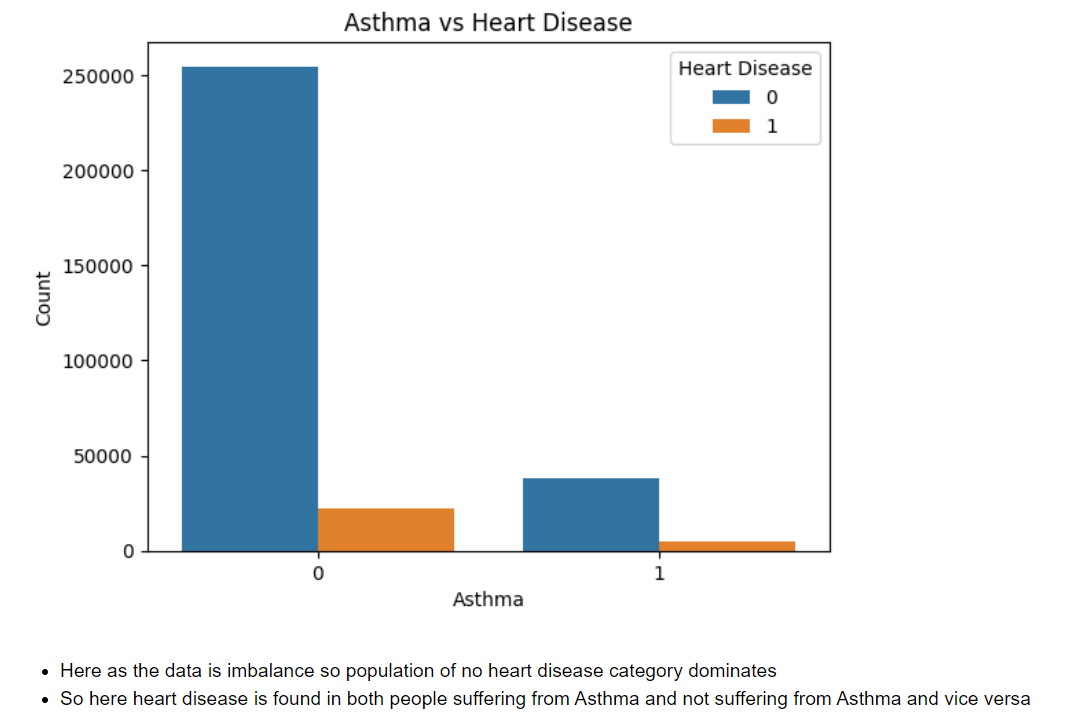 Asthma vs Heart Disease
Heart Disease
0
1
250000
200000
150000
100000
50000
0
Count
0
1
Asthma
• Here as the data is imbalance so population of no heart disease category dominates
• So here heart disease is found in both people suffering from Asthma and not suffering from Asthma and vice versa